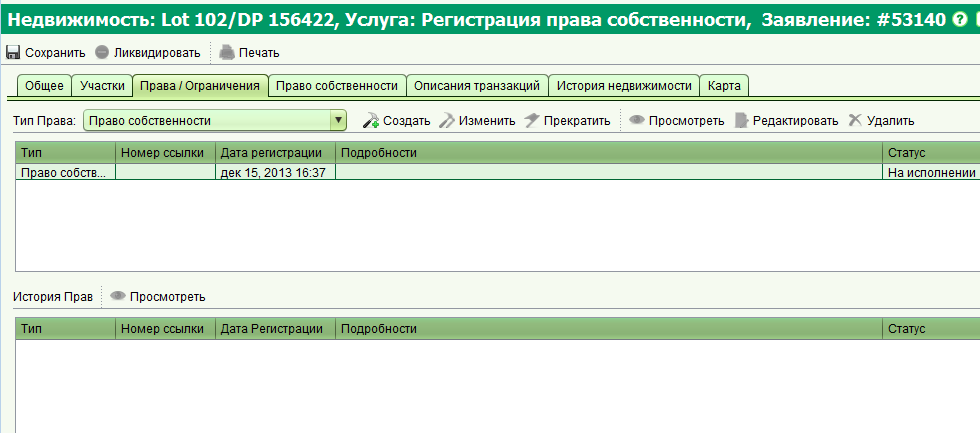 Недвижимость: Lot 102/DP 156422, Услуга: Регистрация права собственности, Заявление: #53140 ?
Сохранить Ликвидировать Печать
Общее Участки Права / Ограничения Право собственности Описания транзакций История недвижимости Карта
Тип Права: Право собственности Создать Изменить Прекратить Просмотреть Редактировать Удалить
Тип Номер ссылки Дата регистрации Подробности Статус
Право собств... дек 15, 2013 16:37 На исполнении
История Прав Просмотреть
Тип Номер ссылки Дата Регистрации Подробности Статус